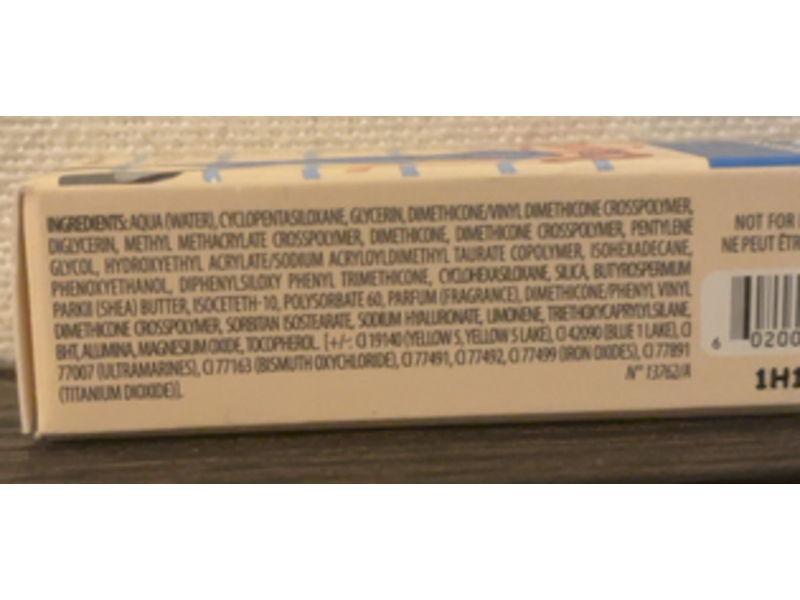 INGREDIENTS: AQUA (WATER), CYCLOPENTASILOXANE, GLYCERIN, DIMETHICONE/VINYL DIMETHICONE CROSSPOLYMER,
DIGLYCERIN, METHYL METHACRYLATE CROSSPOLYMER, DIMETHICONE, DIMETHICONE CROSSPOLYMER, PENTYLENE
GLYCOL, HYDROXYETHYL ACRYLATE/SODIUM ACRYLOYLDIMETHYL TAURATE COPOLYMER, ISOHEXADECANE,
PHENOXYETHANOL, DIPHENYLSILOXY PHENYL TRIMETHICONE, CYCLOHEXASILOXANE, SILICA, BUTYROSPERMUM
PARKII (SHEA) BUTTER, ISOCETETH-10, POLYSORBATE 60, PARFUM (FRAGRANCE), DIMETHICONE/PHENYL VINYL
DIMETHICONE CROSSPOLYMER, SORBITAN ISOSTEARATE, SODIUM HYALURONATE, LIMONENE, TRIETHOXYCAPRYLYLSILANE,
BHT, ALUMINA, MAGNESIUM OXIDE, TOCOPHEROL. [+/-: CI 19140 (YELLOW 5, YELLOW 5 LAKE), CI 42090 (BLUE 1 LAKE), CI
77007 (ULTRAMARINES), CI 77163 (BISMUTH OXYCHLORIDE), CI 77491, CI 77492, CI 77499 (IRON OXIDES), CI 77891
(TITANIUM DIOXIDE)].
N° 13762/A
NOT FOR
NE PEUT ÊTR
6 0200
1H1